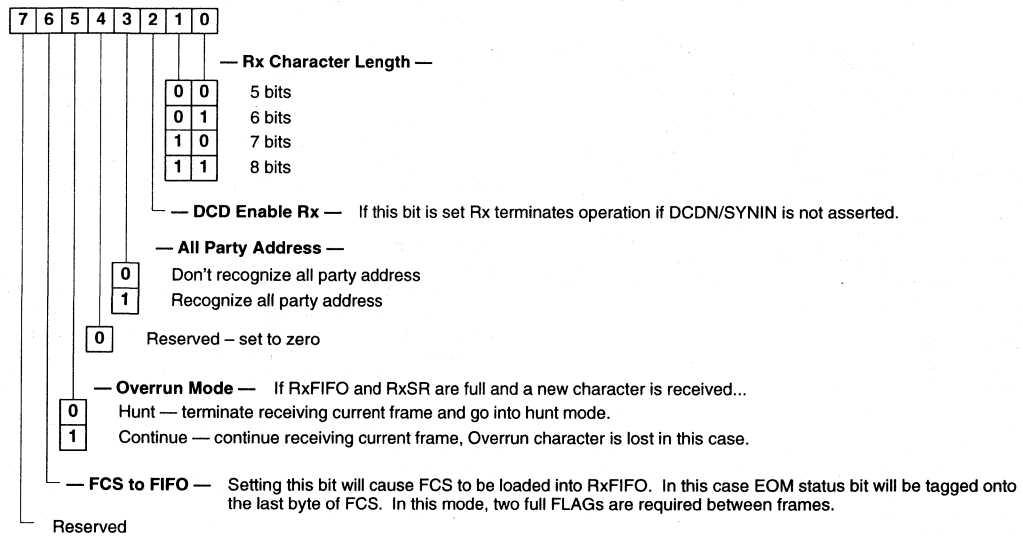 7 6 5 4 3 2 1 0
— Rx Character Length —
0 0 5 bits
0 1 6 bits
1 0 7 bits
1 1 8 bits
— DCD Enable Rx — If this bit is set Rx terminates operation if DCDN/SYNIN is not asserted.
— All Party Address —
0 Don't recognize all party address
1 Recognize all party address
0 Reserved – set to zero
— Overrun Mode — If RxFIFO and RxSR are full and a new character is received...
0 Hunt — terminate receiving current frame and go into hunt mode.
1 Continue — continue receiving current frame, Overrun character is lost in this case.
— FCS to FIFO — Setting this bit will cause FCS to be loaded into RxFIFO. In this case EOM status bit will be tagged onto
the last byte of FCS. In this mode, two full FLAGs are required between frames.
Reserved